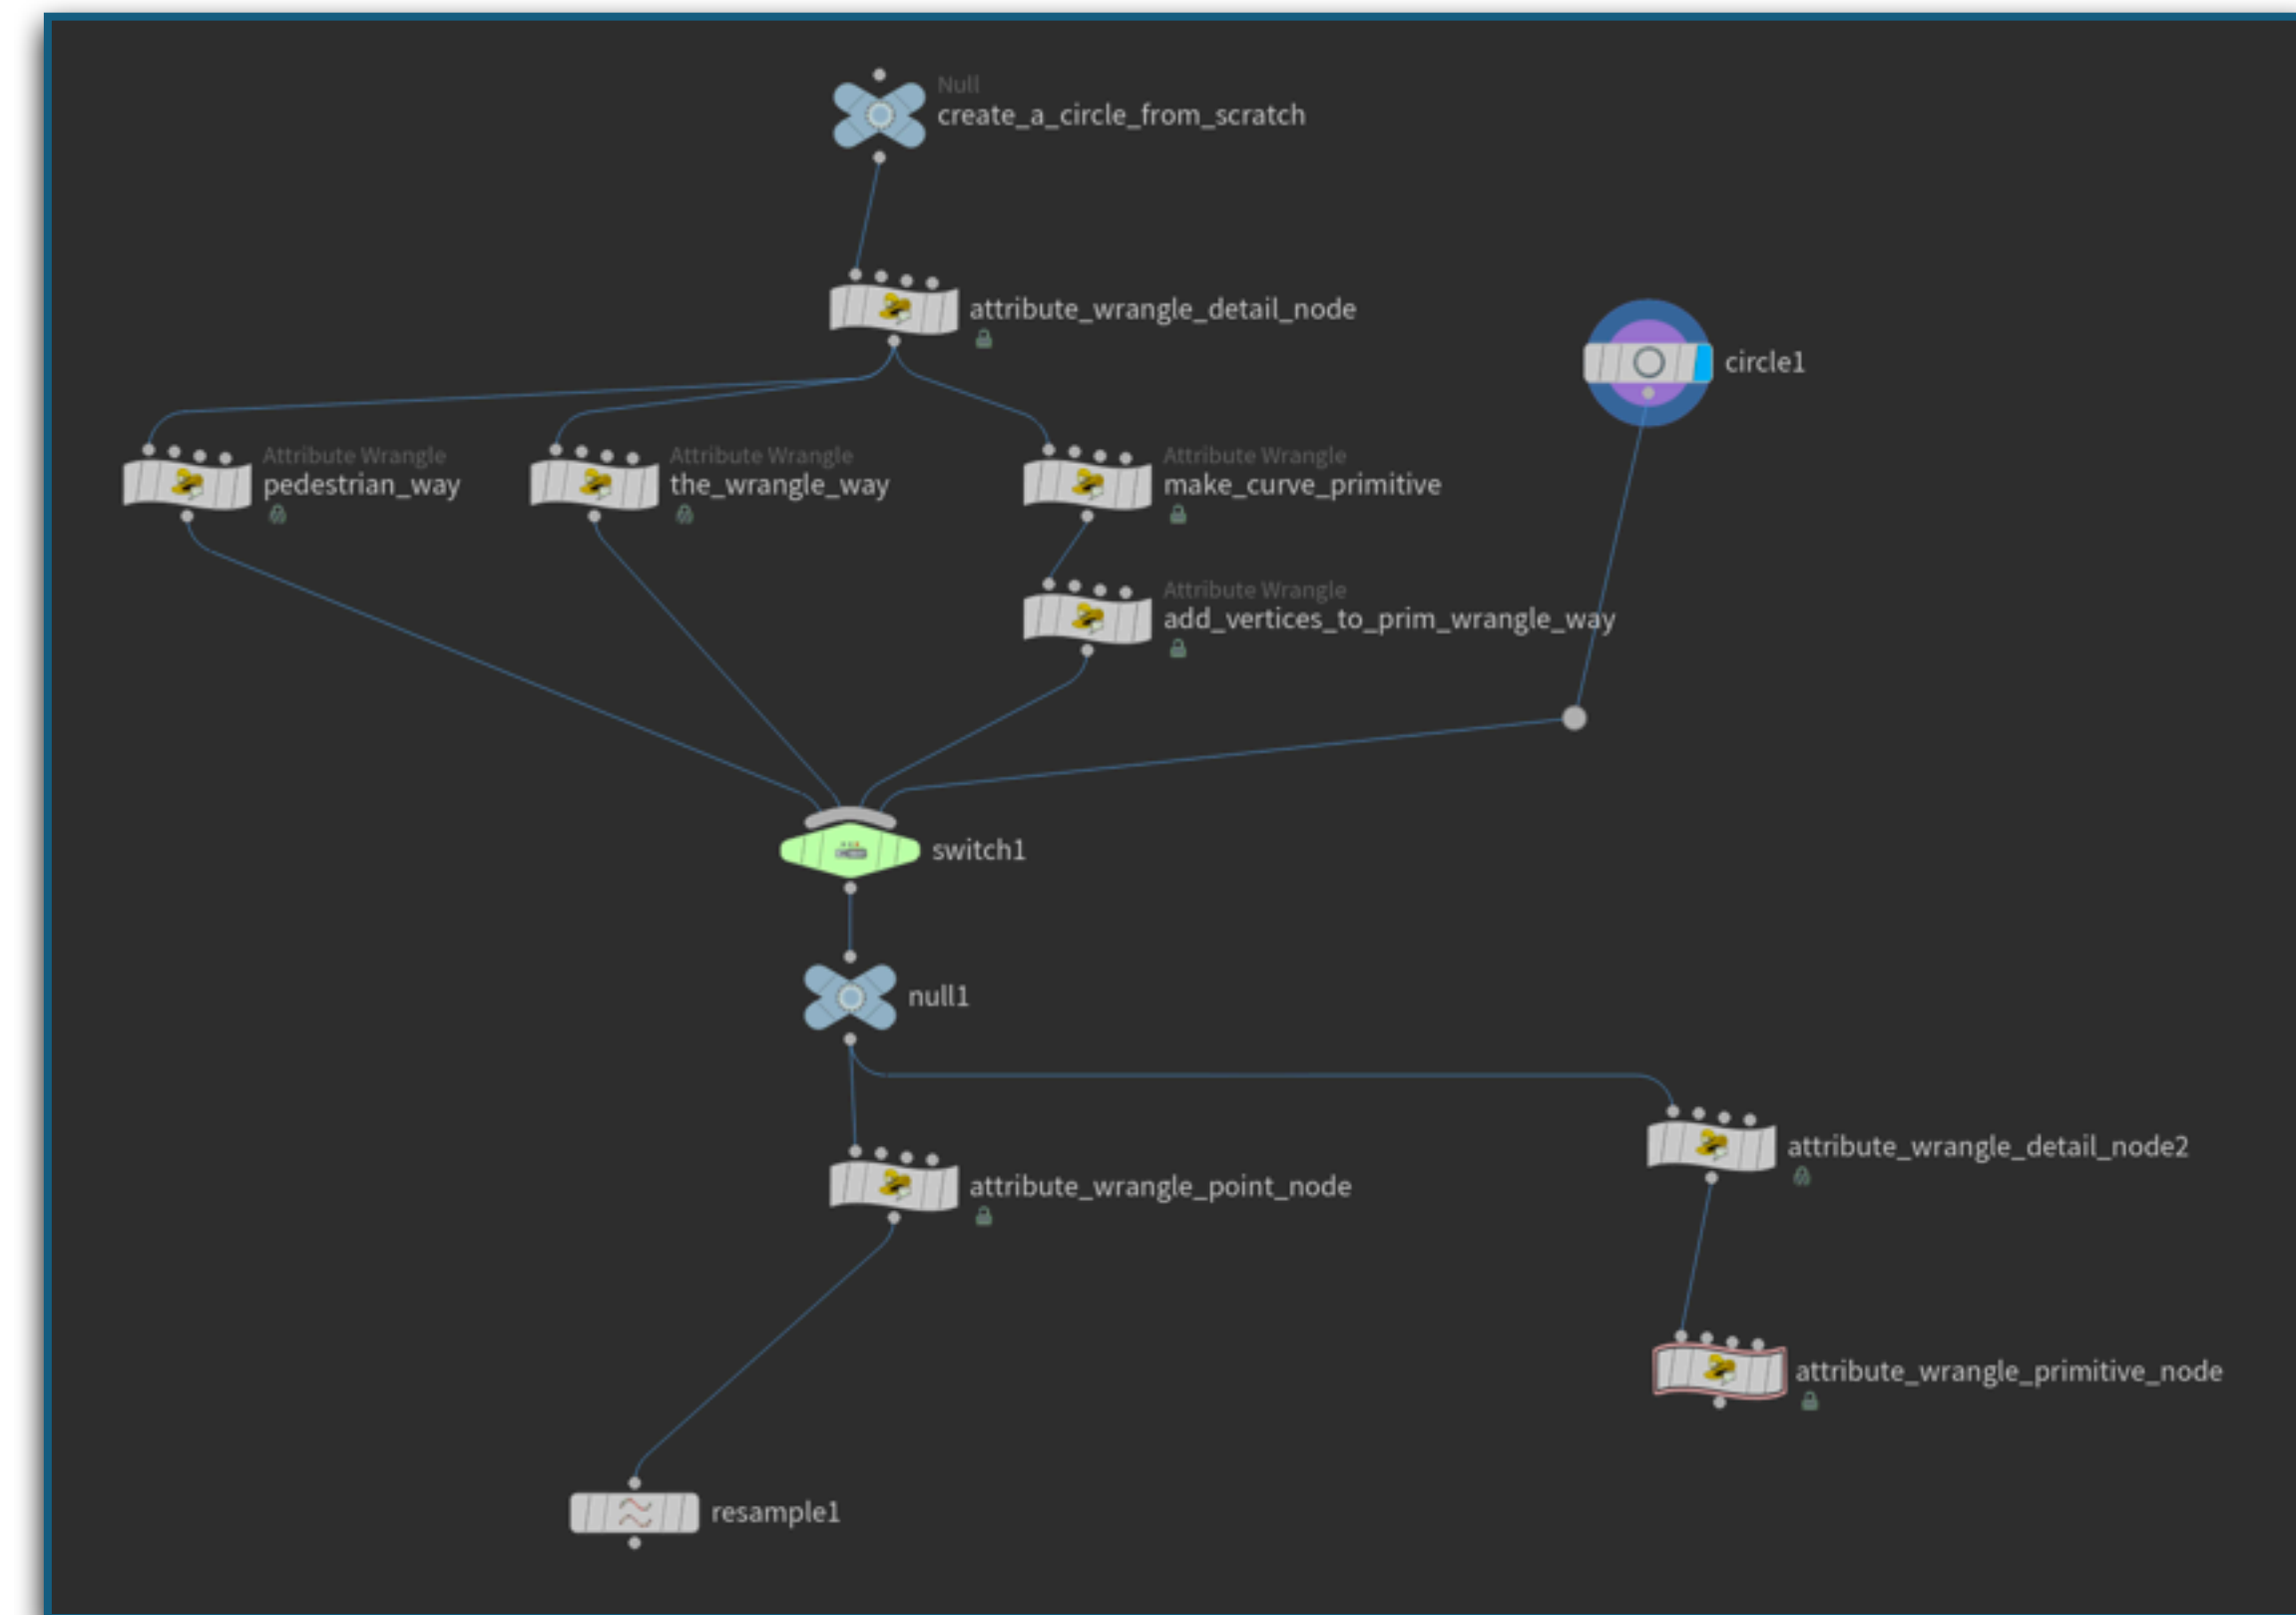 Null
create_a_circle_from_scratch
attribute_wrangle_detail_node
circle1
Attribute Wrangle
pedestrian_way
Attribute Wrangle
the_wrangle_way
Attribute Wrangle
make_curve_primitive
Attribute Wrangle
add_vertices_to_prim_wrangle_way
switch1
null1
attribute_wrangle_detail_node2
attribute_wrangle_point_node
attribute_wrangle_primitive_node
resample1